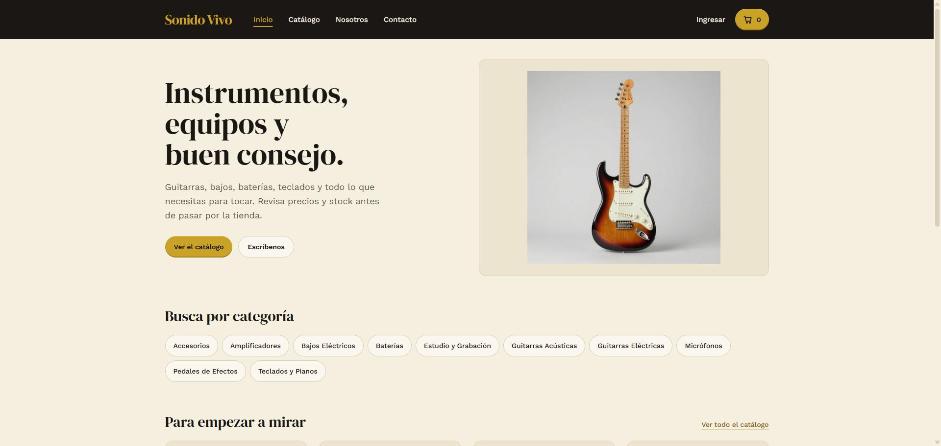 Sonido Vivo
Inicio
Catálogo
Nosotros
Contacto
Ingresar
0
Instrumentos,
equipos y
buen consejo.
Guitarras, bajos, baterías, teclados y todo lo que
necesitas para tocar. Revisa precios y stock antes
de pasar por la tienda.
Ver el catálogo
Escríbenos
Busca por categoría
Accesorios
Amplificadores
Bajos Eléctricos
Baterías
Estudio y Grabación
Guitarras Acústicas
Guitarras Eléctricas
Micrófonos
Pedales de Efectos
Teclados y Pianos
Para empezar a mirar
Ver todo el catálogo